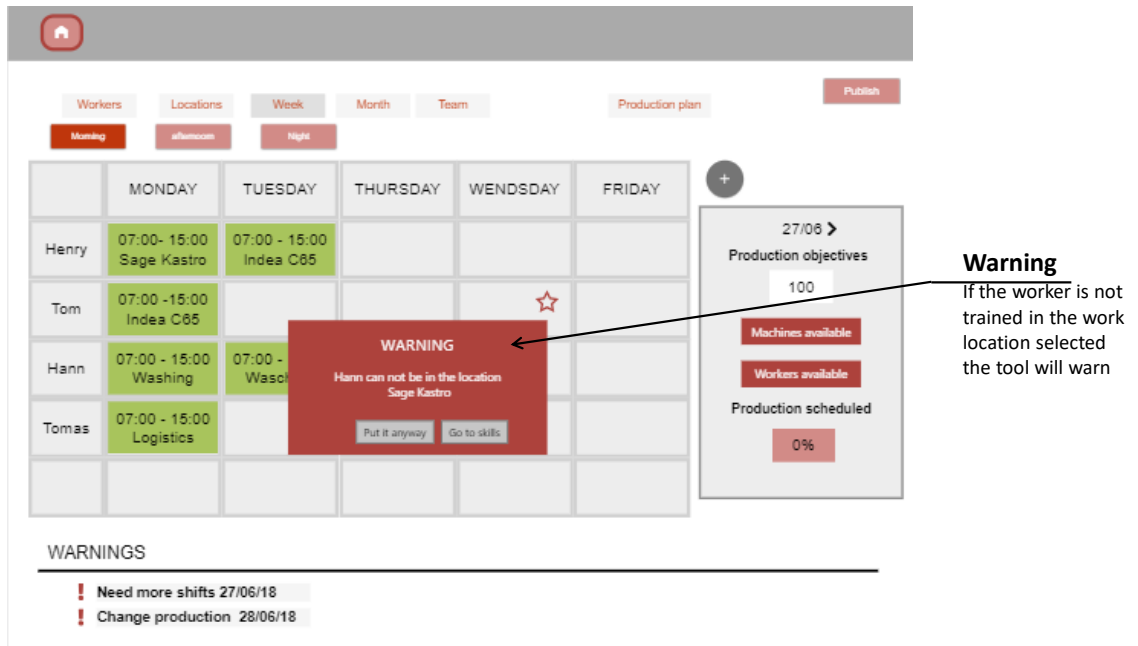 Publish
Workers Locations Week Month Team Production plan
Morning afternoom Night
MONDAY TUESDAY THURSDAY WENDSDAY FRIDAY
+
Henry
07:00- 15:00
Sage Kastro
07:00 - 15:00
Indea C65
Tom
07:00 -15:00
Indea C65
Hann
07:00 - 15:00
Washing
07:00 -
Tomas
07:00 - 15:00
Logistics
WARNING
Hann can not be in the location
Sage Kastro
Put it anyway Go to skills
27/06
Production objectives
100
Machines available
Workers available
Production scheduled
0%
Warning
If the worker is not
trained in the work
location selected
the tool will warn
WARNINGS
! Need more shifts 27/06/18
! Change production 28/06/18